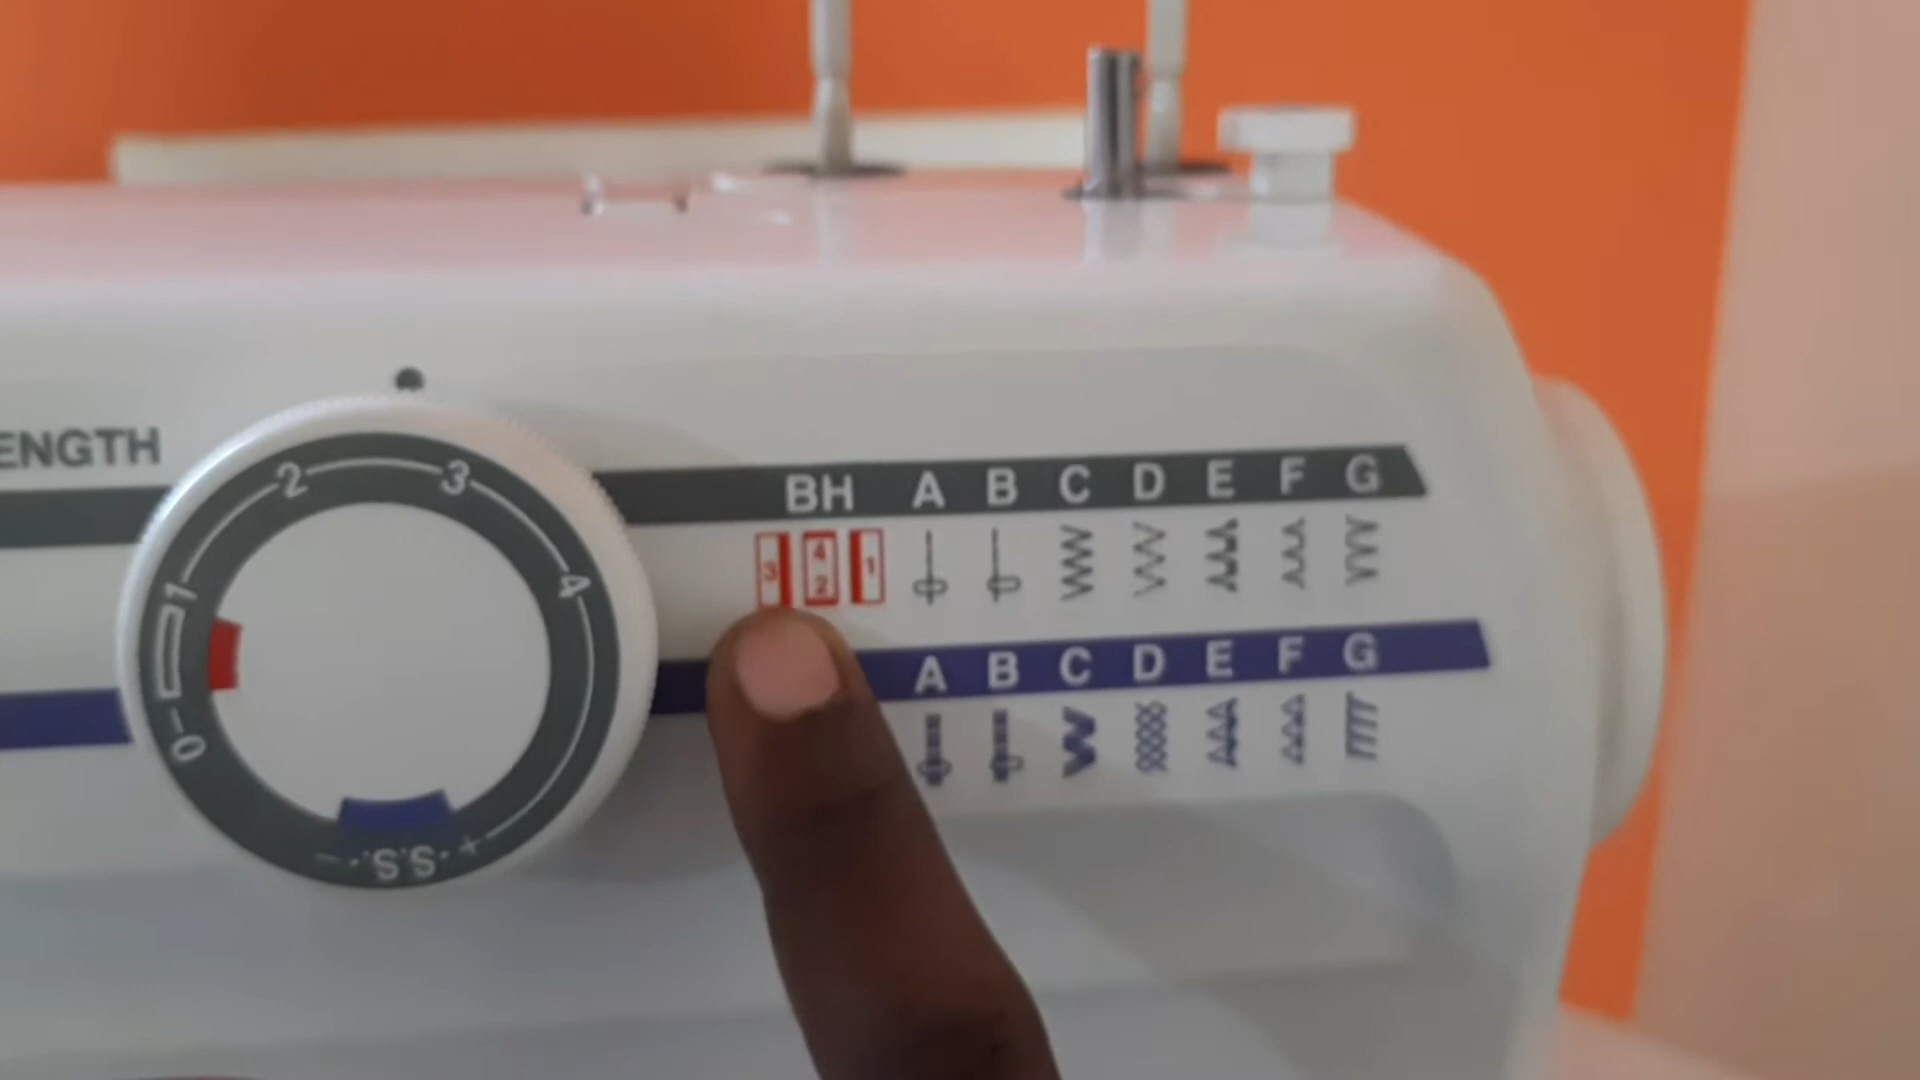 ENGTH
2 3
1 4
0
- S.S. +
BH A B C D E F G
3 4 2 1
A B C D E F G